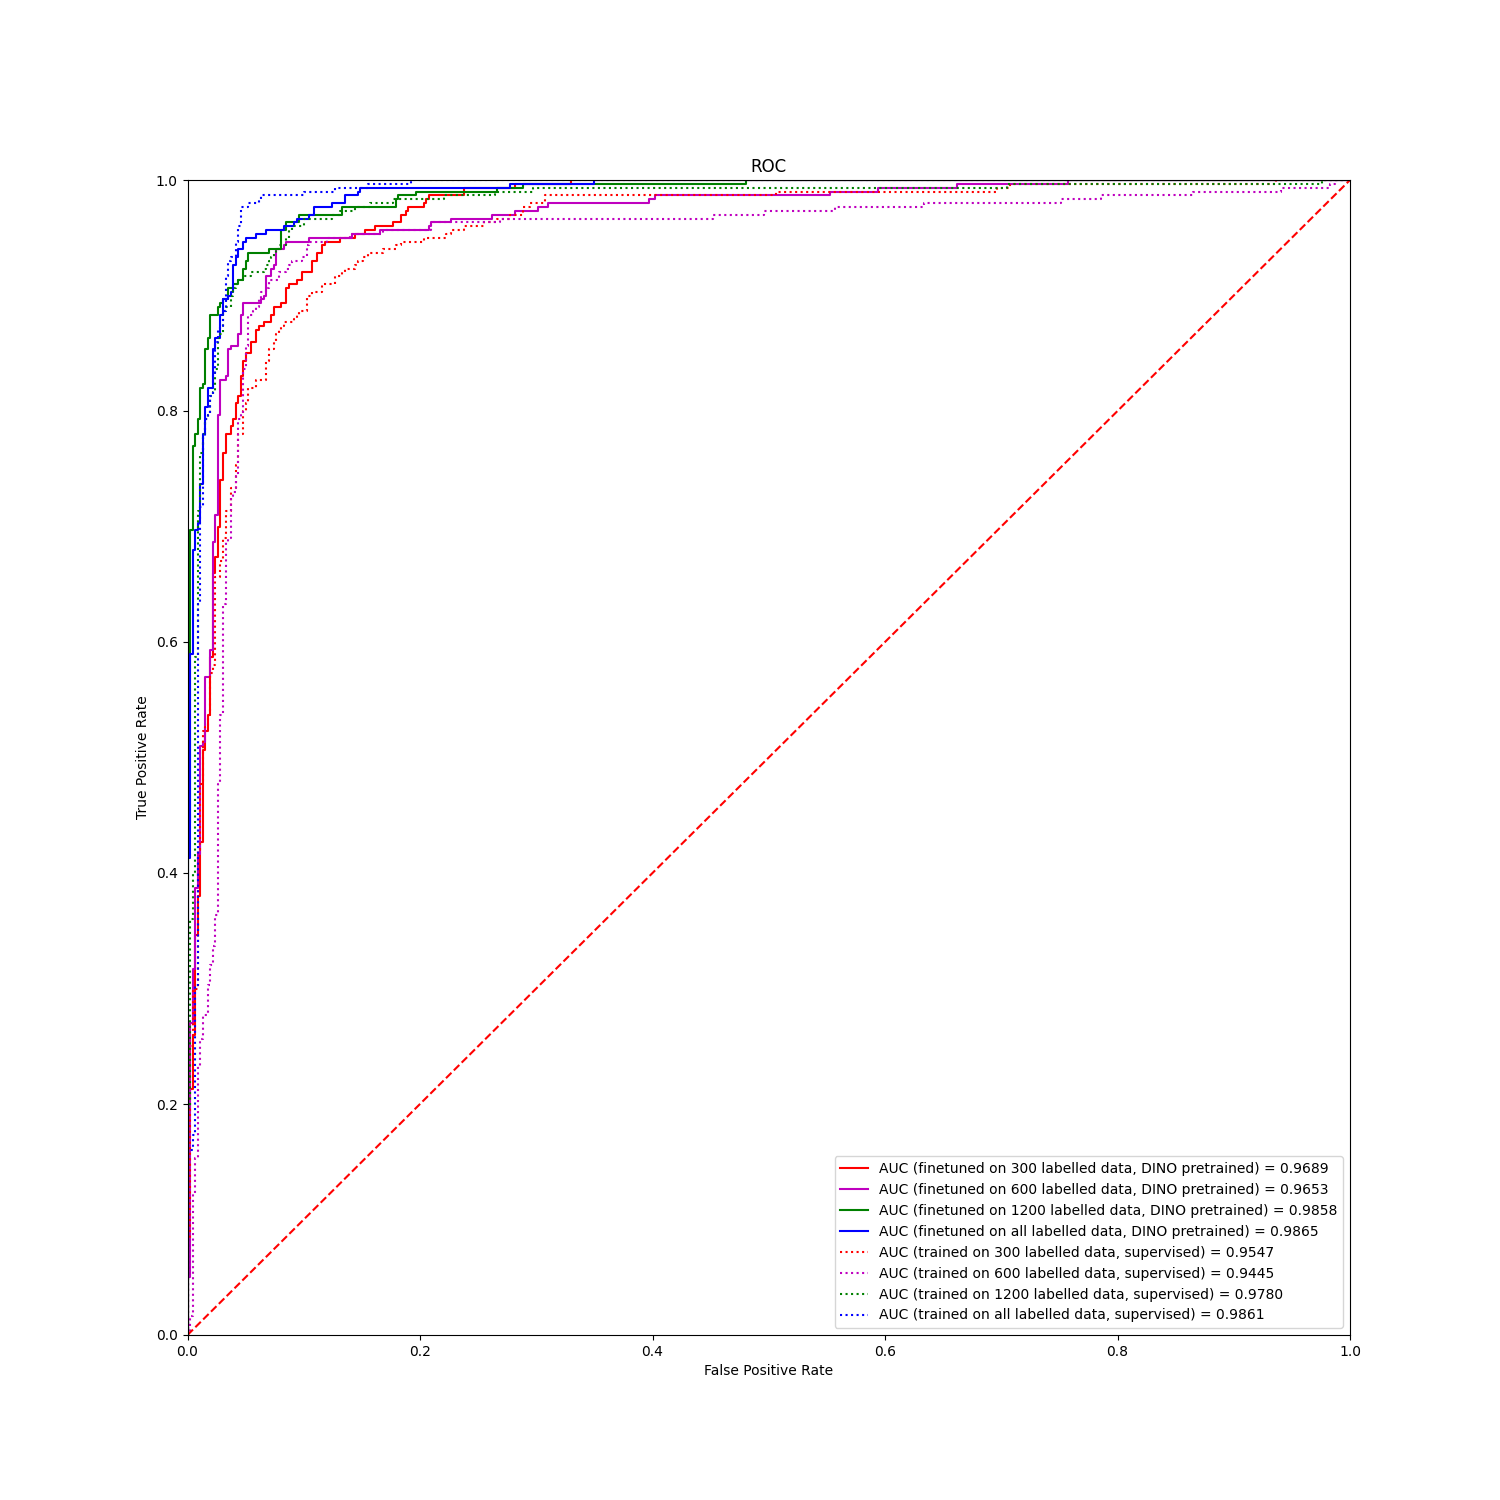 ROC
1.0
0.8
0.6
0.4
0.2
0.0
True Positive Rate
0.0 0.2 0.4 0.6 0.8 1.0
False Positive Rate
AUC (finetuned on 300 labelled data, DINO pretrained) = 0.9689
AUC (finetuned on 600 labelled data, DINO pretrained) = 0.9653
AUC (finetuned on 1200 labelled data, DINO pretrained) = 0.9858
AUC (finetuned on all labelled data, DINO pretrained) = 0.9865
AUC (trained on 300 labelled data, supervised) = 0.9547
AUC (trained on 600 labelled data, supervised) = 0.9445
AUC (trained on 1200 labelled data, supervised) = 0.9780
AUC (trained on all labelled data, supervised) = 0.9861